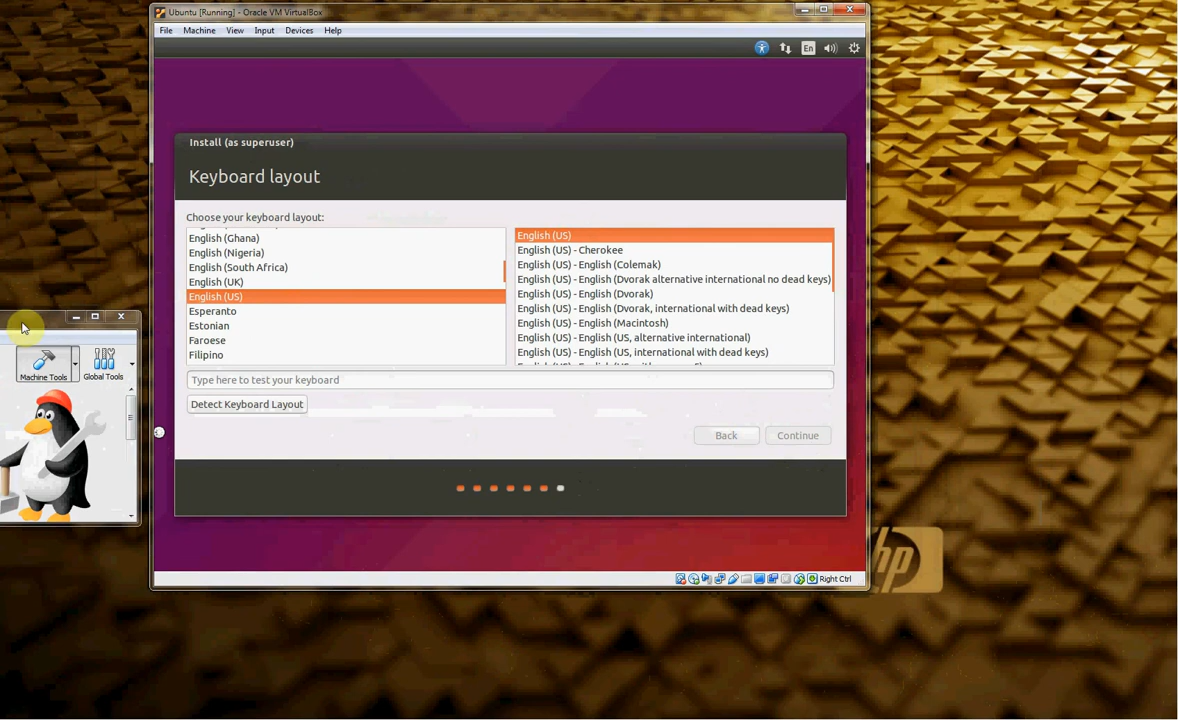 Ubuntu [Running] - Oracle VM VirtualBox
File Machine View Input Devices Help
En
Install (as superuser)
Keyboard layout
Choose your keyboard layout:
English (Ghana)
English (Nigeria)
English (South Africa)
English (UK)
English (US)
Esperanto
Estonian
Faroese
Filipino
English (US)
English (US) - Cherokee
English (US) - English (Colemak)
English (US) - English (Dvorak alternative international no dead keys)
English (US) - English (Dvorak)
English (US) - English (Dvorak, international with dead keys)
English (US) - English (Macintosh)
English (US) - English (US, alternative international)
English (US) - English (US, international with dead keys)
Type here to test your keyboard
Detect Keyboard Layout
Back Continue
Right Ctrl
Machine Tools Global Tools
hp